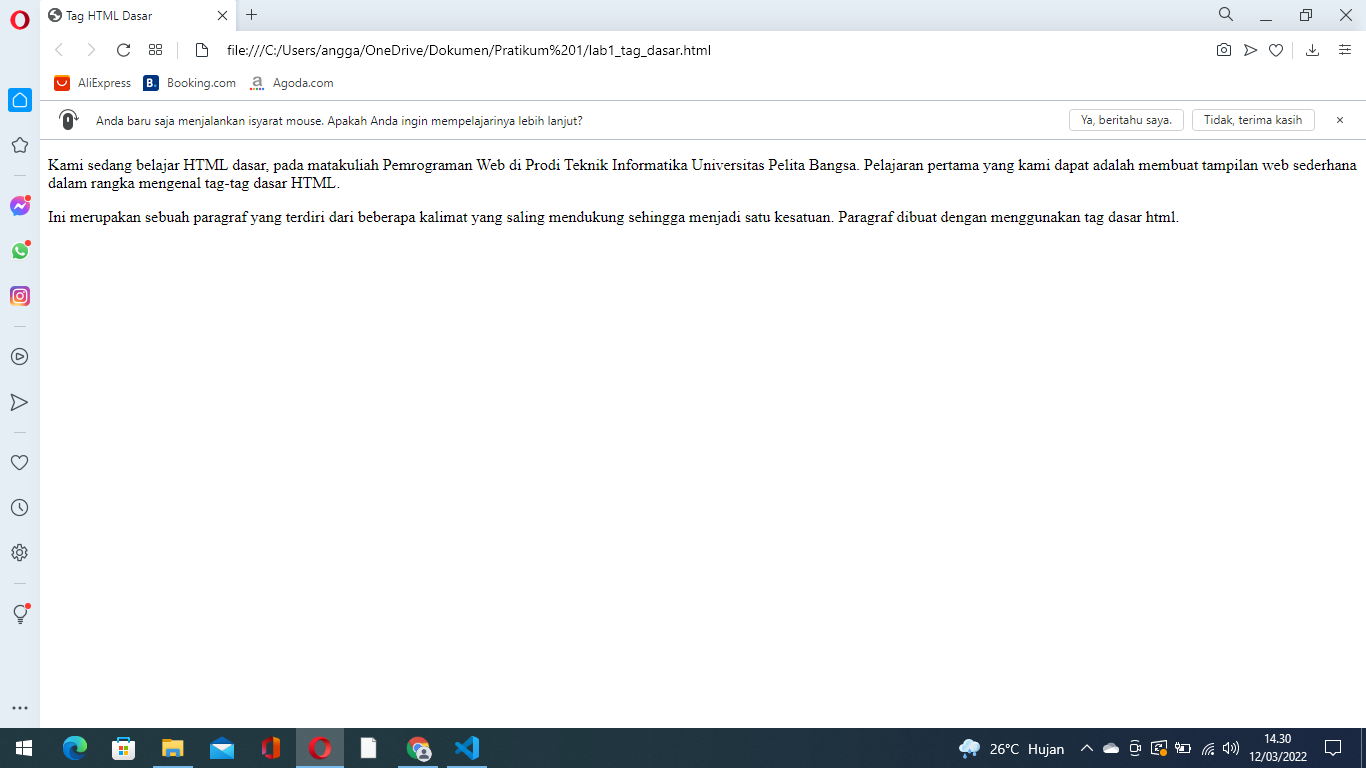 Tag HTML Dasar
file:///C:/Users/angga/OneDrive/Dokumen/Pratikum%201/lab1_tag_dasar.html
AliExpress B. Booking.com a Agoda.com
Anda baru saja menjalankan isyarat mouse. Apakah Anda ingin mempelajarinya lebih lanjut? Ya, beritahu saya. Tidak, terima kasih
Kami sedang belajar HTML dasar, pada matakuliah Pemrograman Web di Prodi Teknik Informatika Universitas Pelita Bangsa. Pelajaran pertama yang kami dapat adalah membuat tampilan web sederhana
dalam rangka mengenal tag-tag dasar HTML.
Ini merupakan sebuah paragraf yang terdiri dari beberapa kalimat yang saling mendukung sehingga menjadi satu kesatuan. Paragraf dibuat dengan menggunakan tag dasar html.
26°C Hujan
14.30
12/03/2022